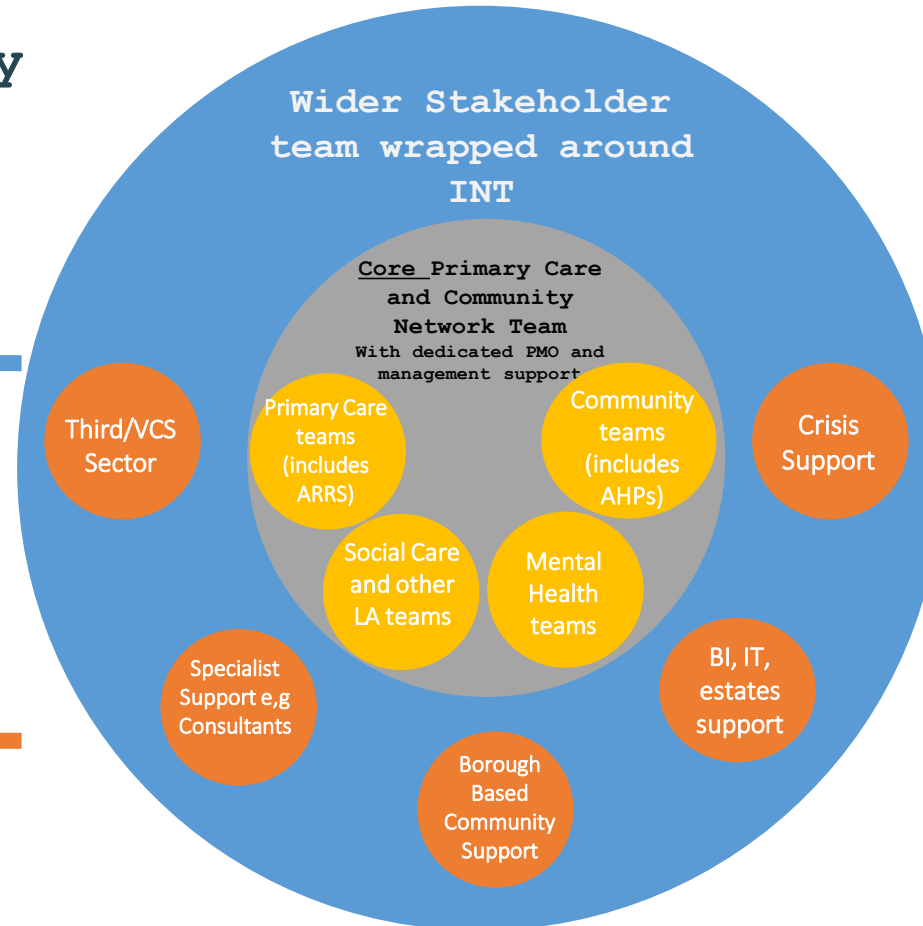 y
Wider Stakeholder
team wrapped around
INT
Core Primary Care
and Community
Network Team
With dedicated PMO and
management support
Primary Care
teams
(includes
ARRS)
Community
teams
(includes
AHPs)
Third/VCS
Sector
Crisis
Support
Social Care
and other
LA teams
Mental
Health
teams
Specialist
Support e,g
Consultants
BI, IT,
estates
support
Borough
Based
Community
Support